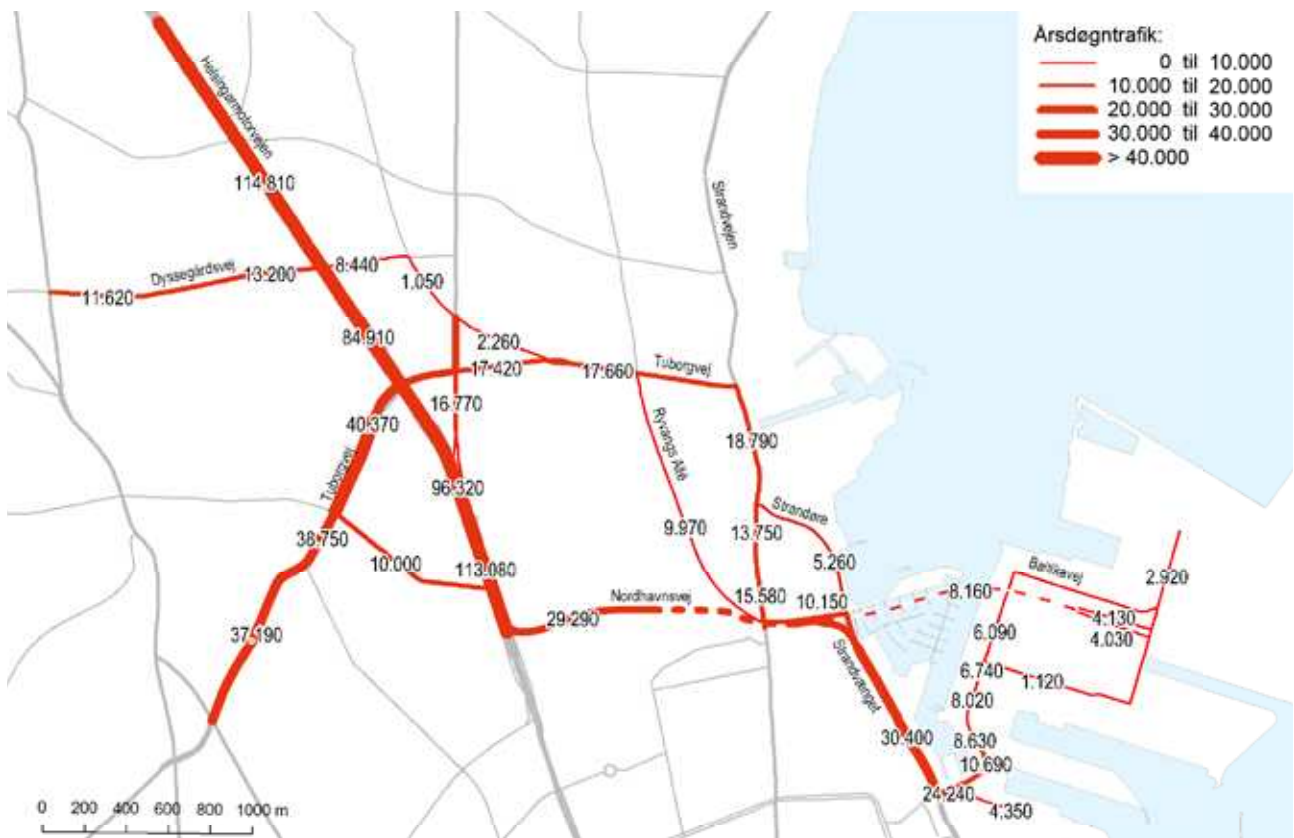 Årsdøgntrafik:
0 til 10.000
10.000 til 20.000
20.000 til 30.000
30.000 til 40.000
> 40.000
Helsingørmotorvejen
114.810
Strandvejen
Dyssegårdsvej
11.620
13.200
8.440
1.050
84.910
2.260
17.420
17.660
Tuborgvej
16.770
40.370
Ryvangs Allé
18.790
Tuborgvej
96.320
Strandøre
38.750
9.970
13.750
10.000
113.080
5.260
Baltikavej
2.920
Nordhavnsvej
15.580
10.150
8.160
29.290
4.130
4.030
37.190
6.090
Strandvænget
6.740
1.120
8.020
30.400
8.630
10.690
24.240
4.350
0 200 400 600 800 1000 m